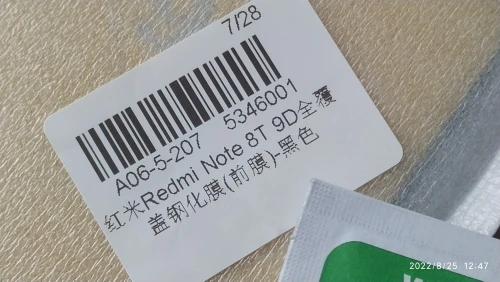 7/28
A06-5-207 5346001
红米Redmi Note 8T 9D全覆
盖钢化膜(前膜)-黑色
2022/8/25 12:47